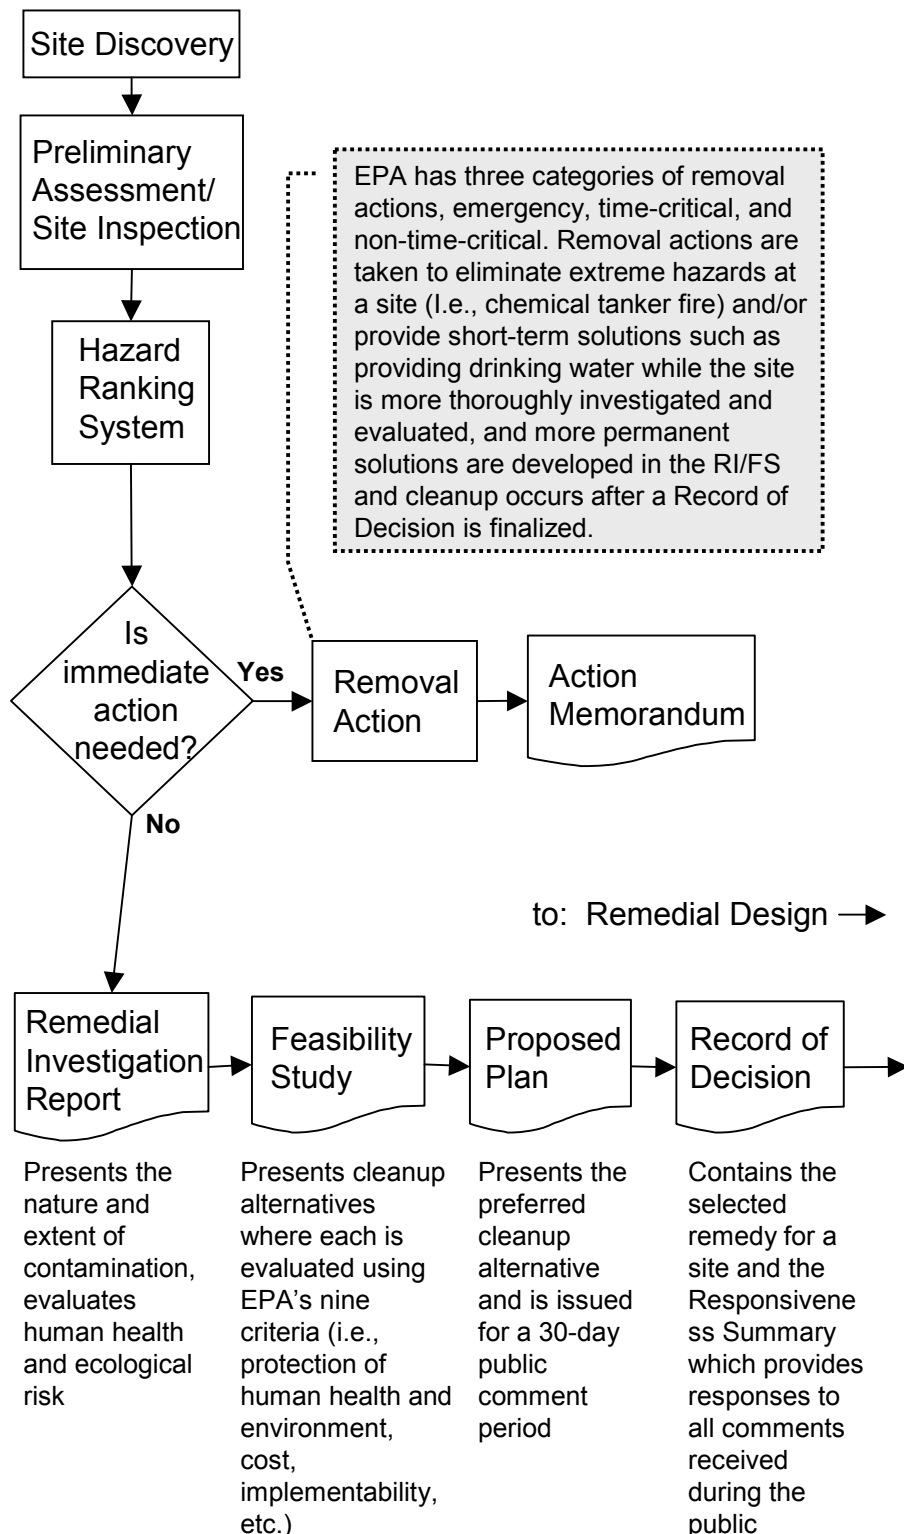 Site Discovery
Preliminary
Assessment/
Site Inspection
EPA has three categories of removal
actions, emergency, time-critical, and
non-time-critical. Removal actions are
taken to eliminate extreme hazards at
a site (I.e., chemical tanker fire) and/or
provide short-term solutions such as
providing drinking water while the site
is more thoroughly investigated and
evaluated, and more permanent
solutions are developed in the RI/FS
and cleanup occurs after a Record of
Decision is finalized.
Hazard
Ranking
System
Is
immediate
action
needed?
Yes
Removal
Action
Action
Memorandum
No
to: Remedial Design
Remedial
Investigation
Report
Feasibility
Study
Proposed
Plan
Record of
Decision
Presents the
nature and
extent of
contamination,
evaluates
human health
and ecological
risk
Presents cleanup
alternatives
where each is
evaluated using
EPA's nine
criteria (i.e.,
protection of
human health and
environment,
cost,
implementability,
etc.)
Presents the
preferred
cleanup
alternative
and is issued
for a 30-day
public
comment
period
Contains the
selected
remedy for a
site and the
Responsivene
ss Summary
which provides
responses to
all comments
received
during the
public